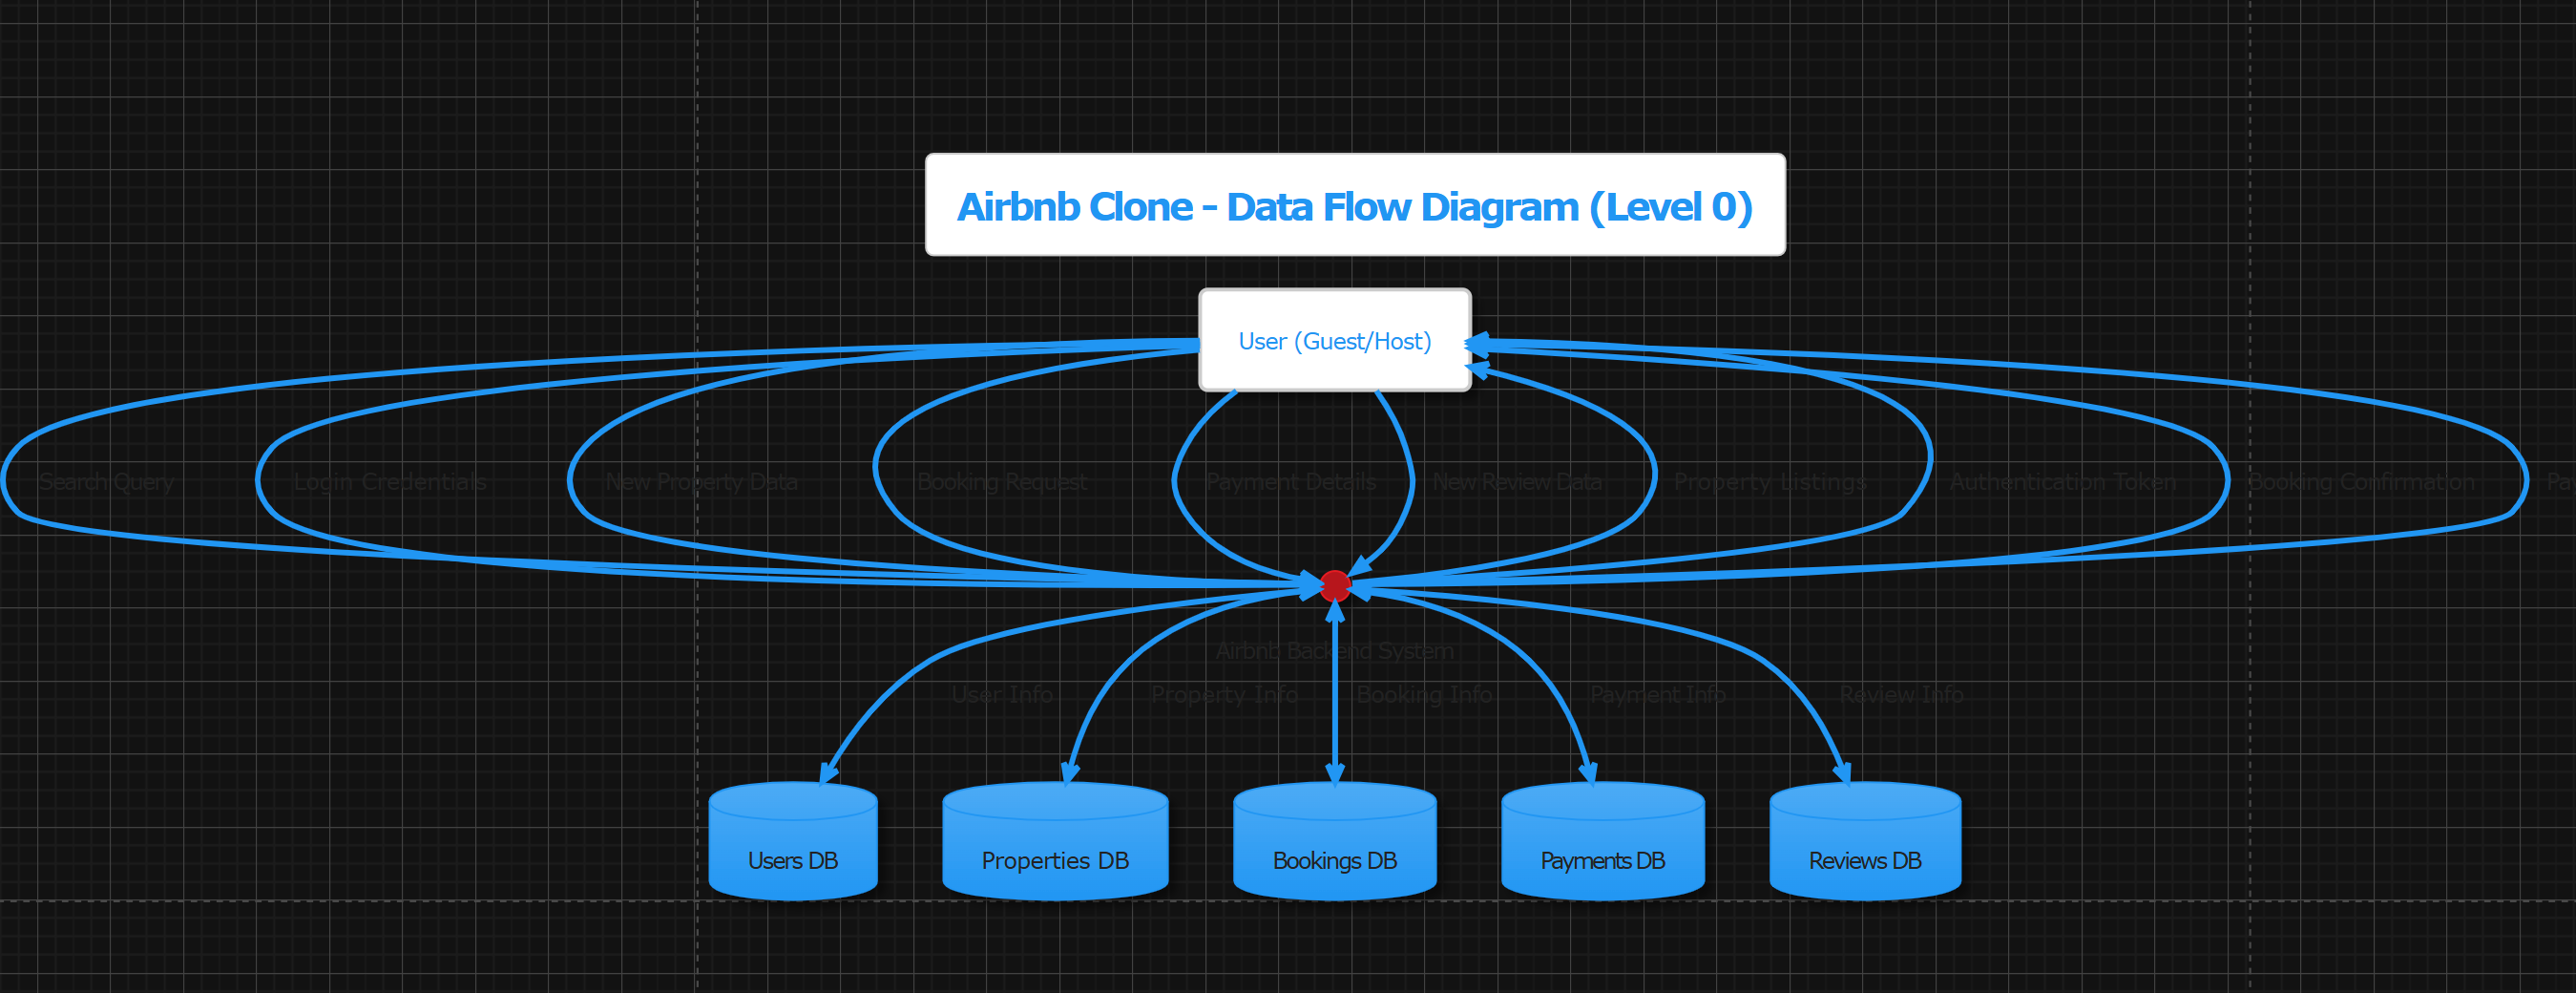 Airbnb Clone - Data Flow Diagram (Level 0)
User (Guest/Host)
Search Query
Login Credentials
New Property Data
Booking Request
Payment Details
New Review Data
Property Listings
Authentication Token
Booking Confirmation
Airbnb Backend System
User Info
Property Info
Booking Info
Payment Info
Review Info
Users DB
Properties DB
Bookings DB
Payments DB
Reviews DB